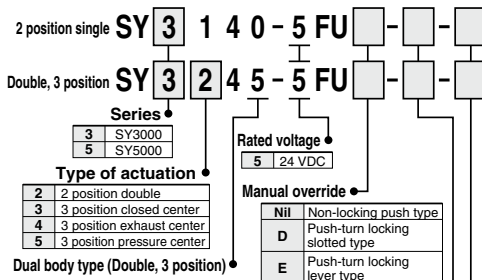 2 position single SY 3 1 4 0 - 5 FU - -
Double, 3 position SY 3 2 4 5 - 5 FU - -
Series
3 SY3000
5 SY5000
Rated voltage
5 24 VDC
Type of actuation
2 2 position double
3 3 position closed center
4 3 position exhaust center
5 3 position pressure center
Manual override
Nil Non-locking push type
D Push-turn locking slotted type
E Push-turn locking lever type
Dual body type (Double, 3 position)